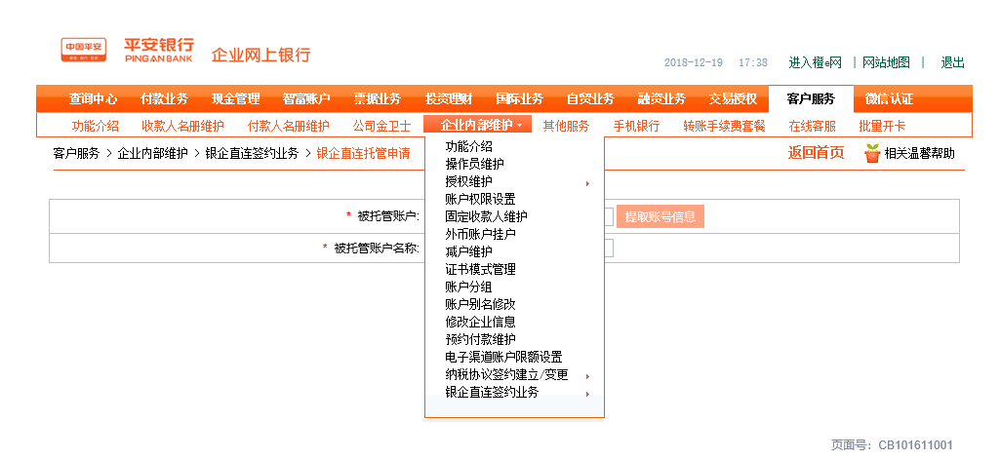 中国平安
保险·银行·投资
平安银行
PINGAN BANK
企业网上银行
2018-12-19 17:38 进入橙e网 | 网站地图 | 退出
查询中心 付款业务 现金管理 智富账户 票据业务 投资理财 国际业务 自贸业务 融资业务 交易授权 客户服务 微信认证
功能介绍 收款人名册维护 付款人名册维护 公司金卫士 企业内部维护 其他服务 手机银行 转账手续费套餐 在线客服 批量开卡
客户服务 > 企业内部维护 > 银企直连签约业务 > 银企直连托管申请 返回首页 相关温馨帮助
功能介绍
操作员维护
授权维护
账户权限设置
* 被托管账户: 提取账号信息
固定收款人维护
外币账户挂户
* 被托管账户名称:
减户维护
证书模式管理
账户分组
账户别名修改
修改企业信息
预约付款维护
电子渠道账户限额设置
纳税协议签约建立/变更
银企直连签约业务
页面号: CB101611001